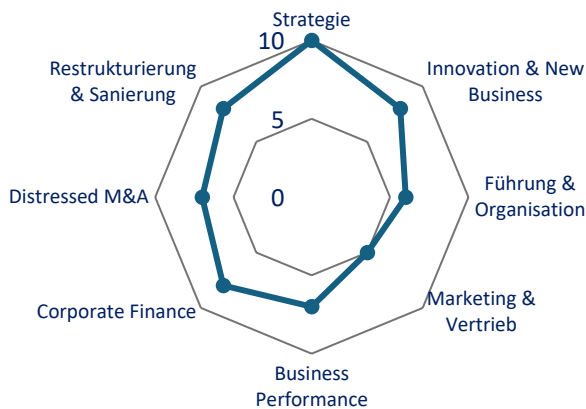 Strategie
10
Restrukturierung
& Sanierung
Innovation & New
Business
5
Distressed M&A
0
Führung &
Organisation
Corporate Finance
Marketing &
Vertrieb
Business
Performance